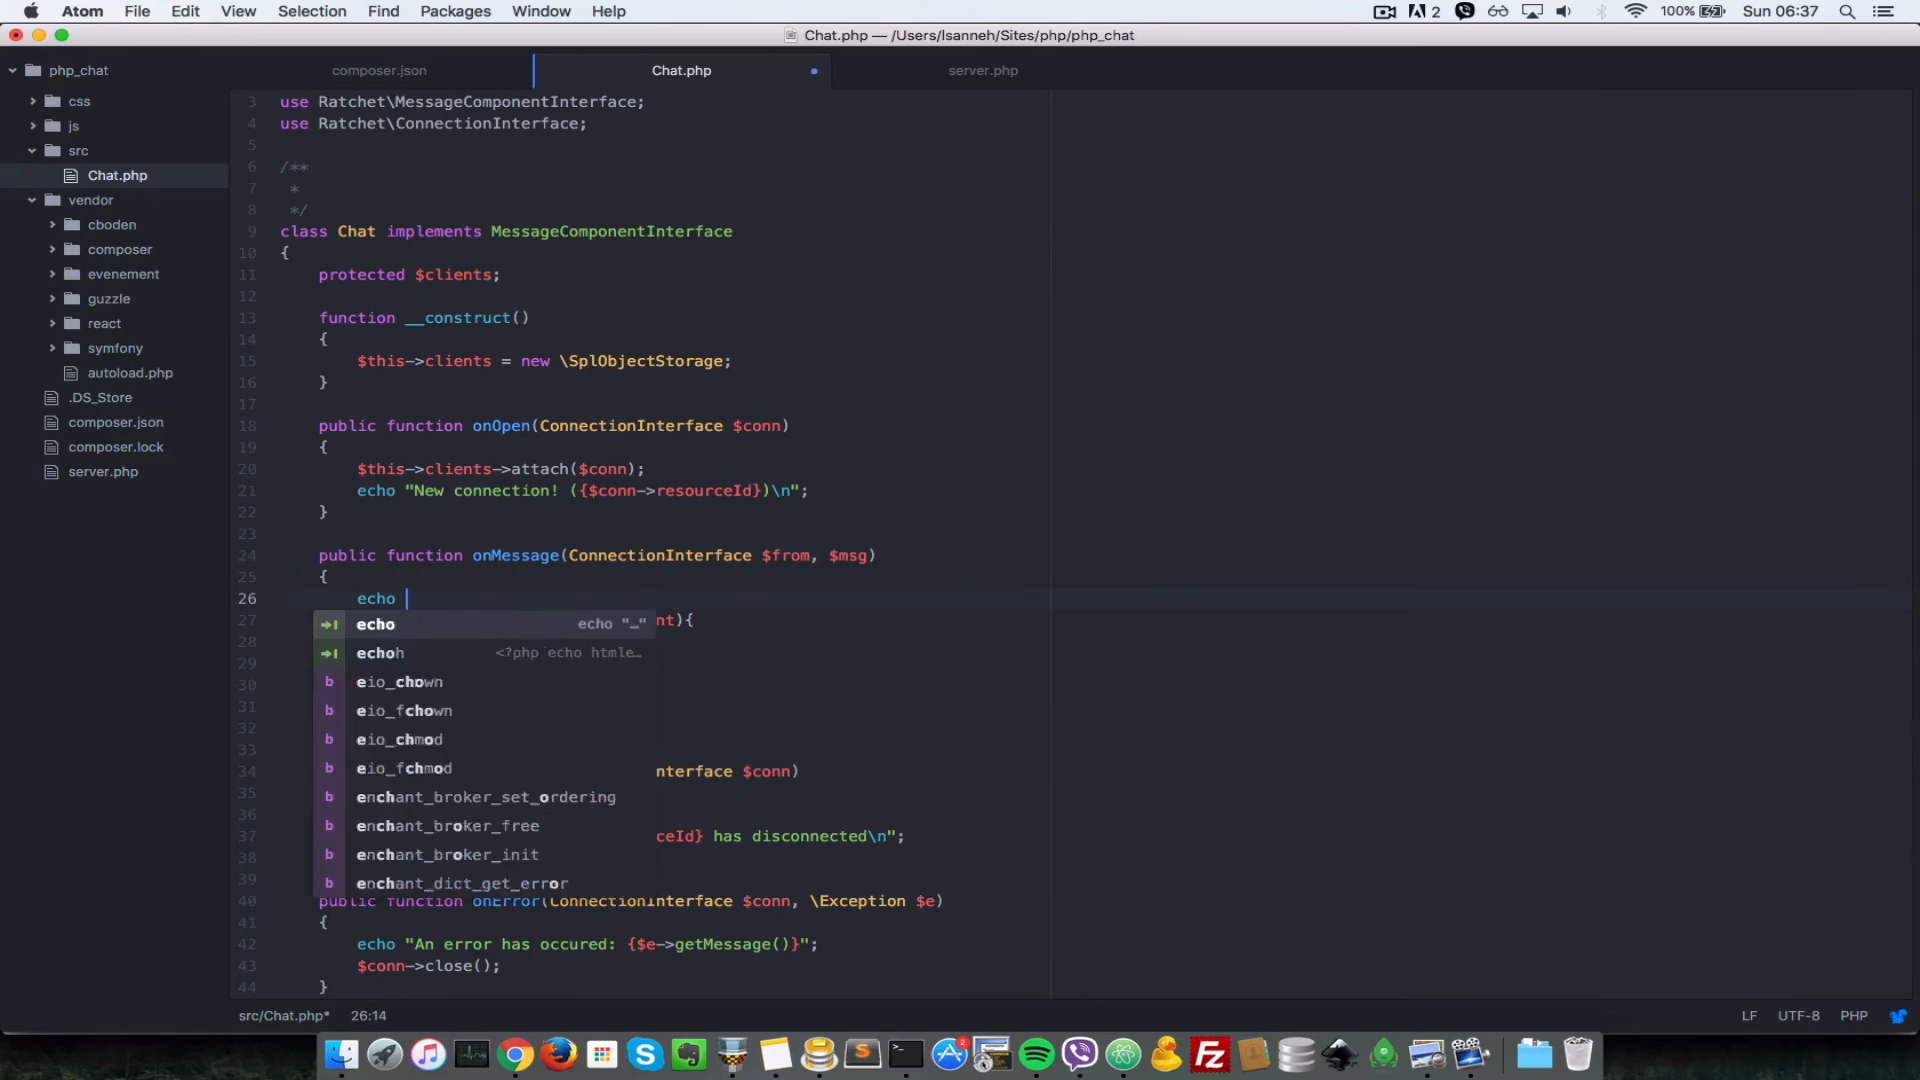 Atom File Edit View Selection Find Packages Window Help 2 100% Sun 06:37
Chat.php — /Users/lsanneh/Sites/php/php_chat
php_chat
css
js
src
Chat.php
vendor
cboden
composer
evenement
guzzle
react
symfony
autoload.php
.DS_Store
composer.json
composer.lock
server.php
composer.json Chat.php server.php
3 use Ratchet\MessageComponentInterface;
4 use Ratchet\ConnectionInterface;
5
6 /**
7 *
8 */
9 class Chat implements MessageComponentInterface
10 {
11 protected $clients;
12
13 function __construct()
14 {
15 $this->clients = new \SplObjectStorage;
16 }
17
18 public function onOpen(ConnectionInterface $conn)
19 {
20 $this->clients->attach($conn);
21 echo "New connection! ({$conn->resourceId})\n";
22 }
23
24 public function onMessage(ConnectionInterface $from, $msg)
25 {
26 echo
27 nt){
28
29
30
31
32
33
34 nterface $conn)
35
36
37 ceId} has disconnected\n";
38
39
40 public function onError(ConnectionInterface $conn, \Exception $e)
41 {
42 echo "An error has occured: {$e->getMessage()}";
43 $conn->close();
44 }
echo echo "…"
echoh <?php echo htmle…
b eio_chown
b eio_fchown
b eio_chmod
b eio_fchmod
b enchant_broker_set_ordering
b enchant_broker_free
b enchant_broker_init
b enchant_dict_get_error
src/Chat.php* 26:14 LF UTF-8 PHP
2